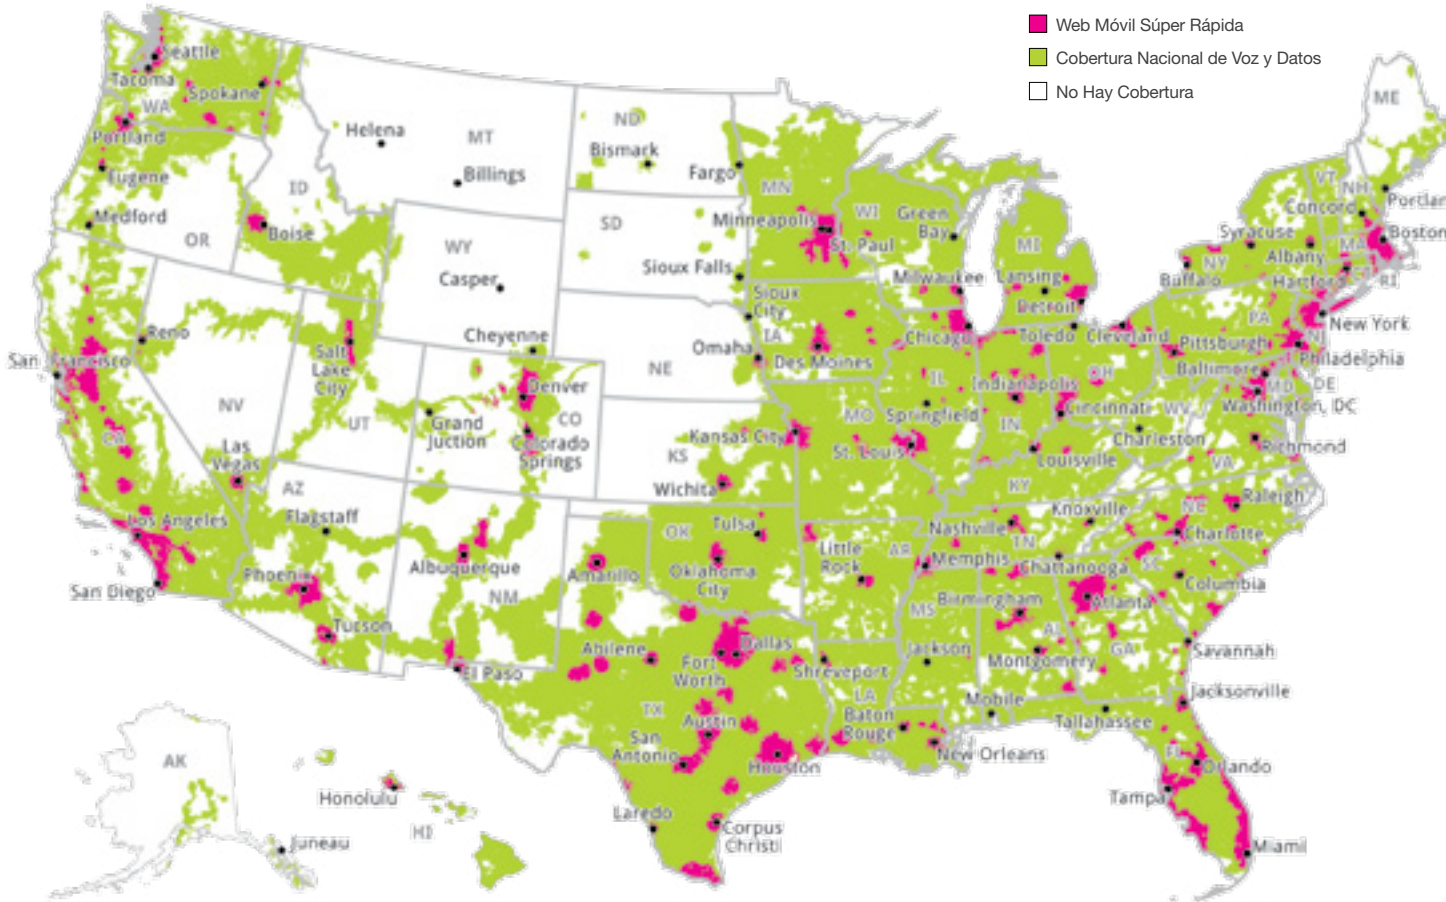 Web Móvil Súper Rápida
Cobertura Nacional de Voz y Datos
No Hay Cobertura
Seattle
Tacoma
WA
Spokane
Portland
Eugene
Medford
OR
ID
Boise
Helena
MT
Billings
ND
Bismarck
Fargo
SD
Sioux Falls
WY
Casper
Cheyenne
MN
Minneapolis
St. Paul
WI
Green
Bay
Milwaukee
MI
Lansing
Detroit
ME
VT
NH
Concord
Portlan
Syracuse
Boston
MA
Albany
NY
Buffalo
Hartford
CT
RI
PA
New York
NJ
Pittsburgh
Philadelphia
Baltimore
MD
DE
Washington, DC
Reno
San Francisco
NV
CA
Las
Vegas
Los Angeles
San Diego
Salt
Lake
City
UT
Grand
Juction
Denver
CO
Colorado
Springs
NE
Omaha
Sioux
City
IA
Des Moines
Chicago
Toledo
Cleveland
IL
Indianapolis
OH
Springfield
IN
Cincinnati
WV
Charleston
Richmond
VA
KS
Kansas City
Wichita
MO
St. Louis
Louisville
KY
AZ
Flagstaff
Phoenix
Tucson
Albuquerque
NM
El Paso
Amarillo
OK
Tulsa
Oklahoma
City
Little
Rock
AR
Nashville
TN
Memphis
Knoxville
Chattanooga
Raleigh
NC
Charlotte
SC
Columbia
MS
Birmingham
AL
Atlanta
GA
Savannah
Jackson
Montgomery
Abilene
Fort
Worth
Dallas
Shreveport
LA
TX
Austin
San
Antonio
Houston
Baton
Rouge
New Orleans
Mobile
Tallahassee
Jacksonville
FL
Orlando
Tampa
Miami
Laredo
Corpus
Christi
AK
Juneau
Honolulu
HI